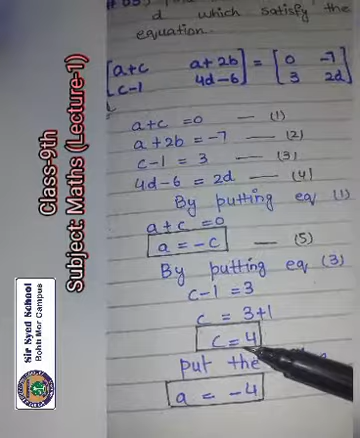 d which satisfy the
equation.
[a+c a+2b
c-1 4d-6] = [0 -7
3 2d]
a+c =0 — (1)
a+2b = -7 — (2)
c-1 = 3 — (3)
4d-6 = 2d — (4)
By putting eq (1)
a+c =0
a = -c — (5)
By putting eq (3)
c-1 =3
c = 3+1
c = 4
put the
a = -4
Class-9th
Subject Maths (Lecture-1)
Sir Syed School
Rohh Mor Campus